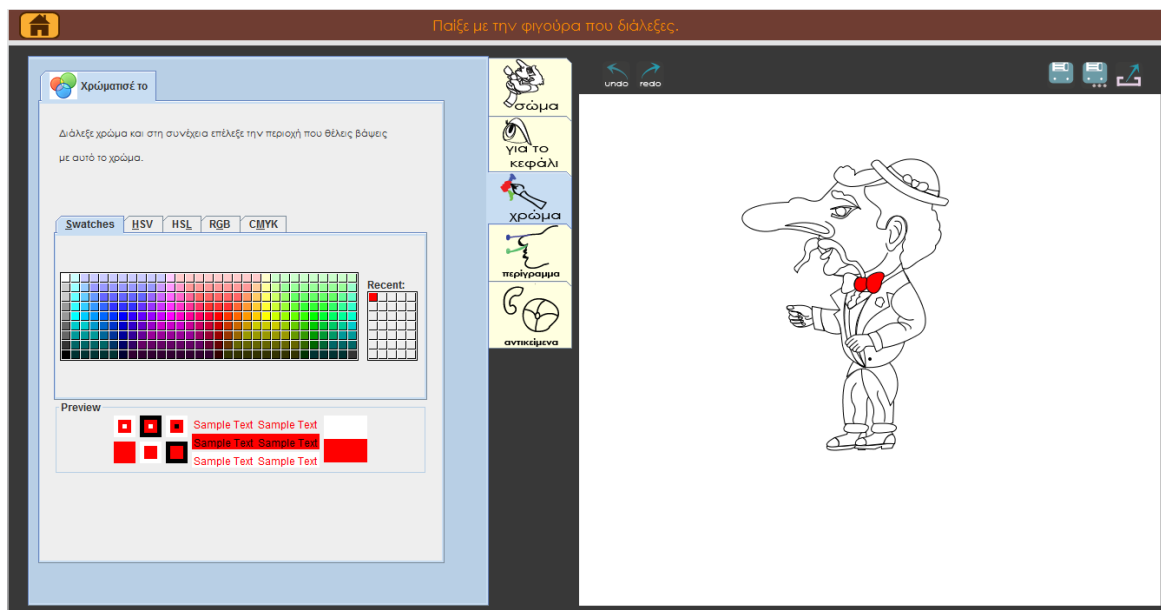 Παίξε με την φιγούρα που διάλεξες.
Χρώματισέ το
Διάλεξε χρώμα και στη συνέχεια επέλεξε την περιοχή που θέλεις βάψεις
με αυτό το χρώμα.
Swatches HSV HSL RGB CMYK
Recent:
Preview
Sample Text Sample Text
Sample Text Sample Text
Sample Text Sample Text
σώμα
για το
κεφάλι
χρώμα
περίγραμμα
αντικείμενα
undo redo